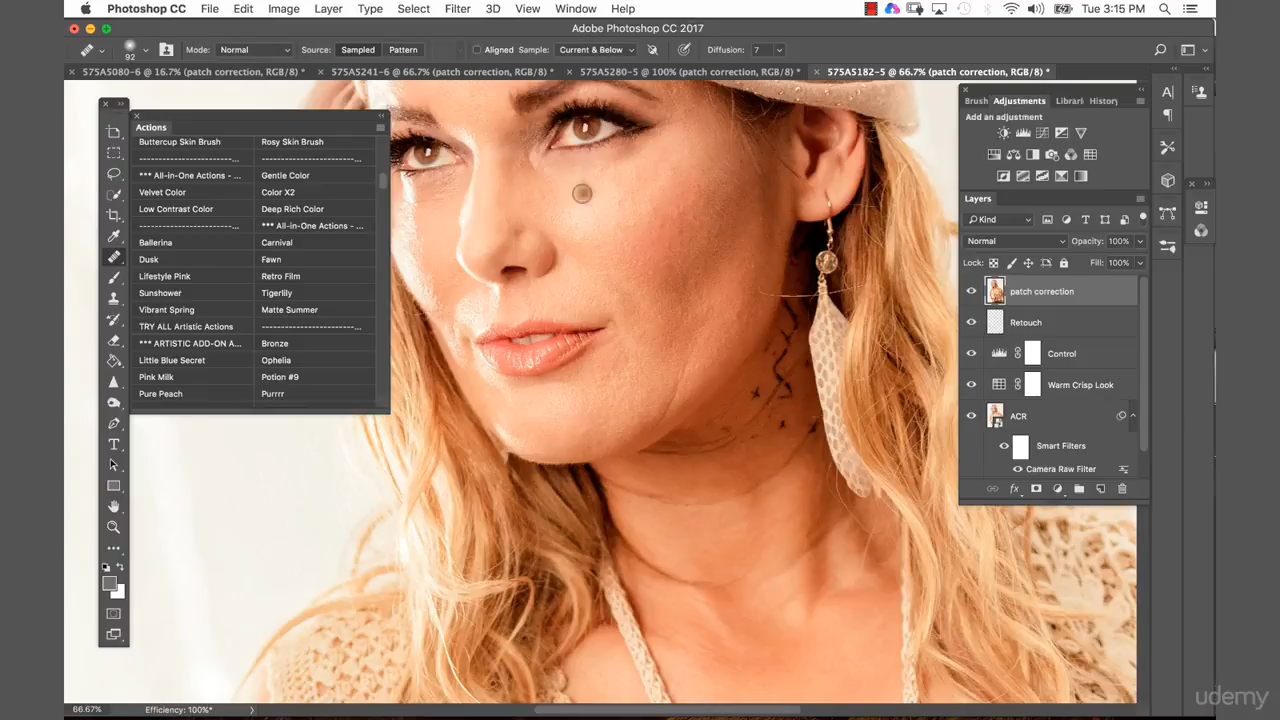 Photoshop CC File Edit Image Layer Type Select Filter 3D View Window Help Tue 3:15 PM
Adobe Photoshop CC 2017
92 Mode: Normal Source: Sampled Pattern Aligned Sample: Current & Below Diffusion: 7
575A5080-6 @ 16.7% (patch correction, RGB/8) * 575A5241-6 @ 66.7% (patch correction, RGB/8) * 575A5280-5 @ 100% (patch correction, RGB/8) * 575A5182-5 @ 66.7% (patch correction, RGB/8) *
Actions
Buttercup Skin Brush Rosy Skin Brush
-----------------------... -----------------------...
*** All-in-One Actions - ... Gentle Color
Velvet Color Color X2
Low Contrast Color Deep Rich Color
-----------------------... *** All-in-One Actions - ...
Ballerina Carnival
Dusk Fawn
Lifestyle Pink Retro Film
Sunshower Tigerlily
Vibrant Spring Matte Summer
TRY ALL Artistic Actions -----------------------...
*** ARTISTIC ADD-ON A... Bronze
Little Blue Secret Ophelia
Pink Milk Potion #9
Pure Peach Purrrr
Brush Adjustments Librari History
Add an adjustment
Layers
Kind
Normal Opacity: 100%
Lock: Fill: 100%
patch correction
Retouch
Control
Warm Crisp Look
ACR
Smart Filters
Camera Raw Filter
66.67% Efficiency: 100%*
udemy